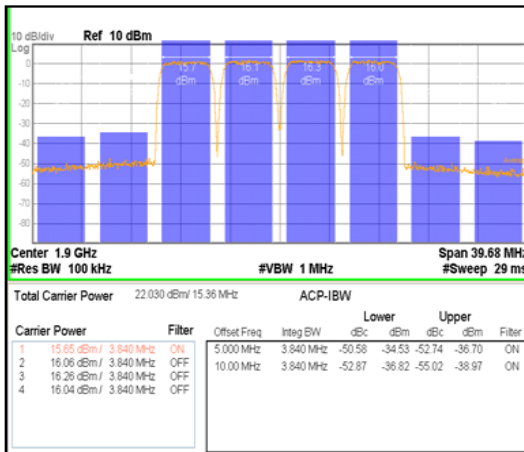 10 dB/div Ref 10 dBm
Log
0
-10
-20
-30
-40
-50
-60
-70
-80
15.7 dBm 16.1 dBm 16.3 dBm 16.0 dBm
Center 1.9 GHz Span 39.68 MHz
#Res BW 100 kHz #VBW 1 MHz #Sweep 29 ms
Total Carrier Power 22.030 dBm/ 15.36 MHz ACP-IBW
Lower Upper
Carrier Power Filter Offset Freq Integ BW dBc dBm dBc dBm Filter
1 15.65 dBm / 3.840 MHz ON 5.000 MHz 3.840 MHz -50.58 -34.53 -52.74 -36.70 ON
2 16.06 dBm / 3.840 MHz OFF 10.00 MHz 3.840 MHz -52.87 -36.82 -55.02 -38.97 ON
3 16.26 dBm / 3.840 MHz OFF
4 16.04 dBm / 3.840 MHz OFF